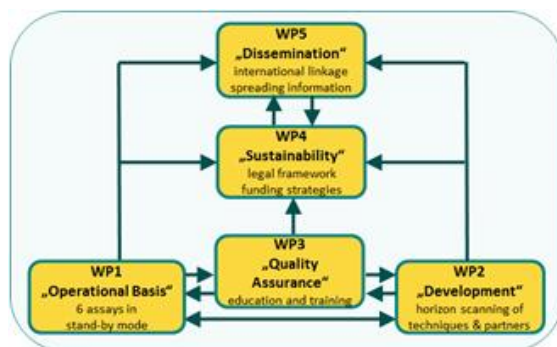 WP5
„Dissemination“
international linkage
spreading information
WP4
„Sustainability“
legal framework
funding strategies
WP3
„Quality
Assurance“
education and training
WP1
„Operational Basis“
6 assays in
stand-by mode
WP2
„Development“
horizon scanning of
techniques & partners